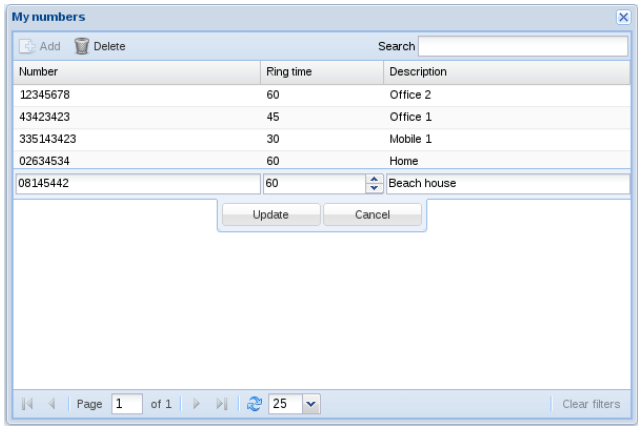 My numbers
Add Delete Search
Number Ring time Description
12345678 60 Office 2
43423423 45 Office 1
335143423 30 Mobile 1
02634534 60 Home
08145442 60 Beach house
Update Cancel
Page 1 of 1 25 Clear filters